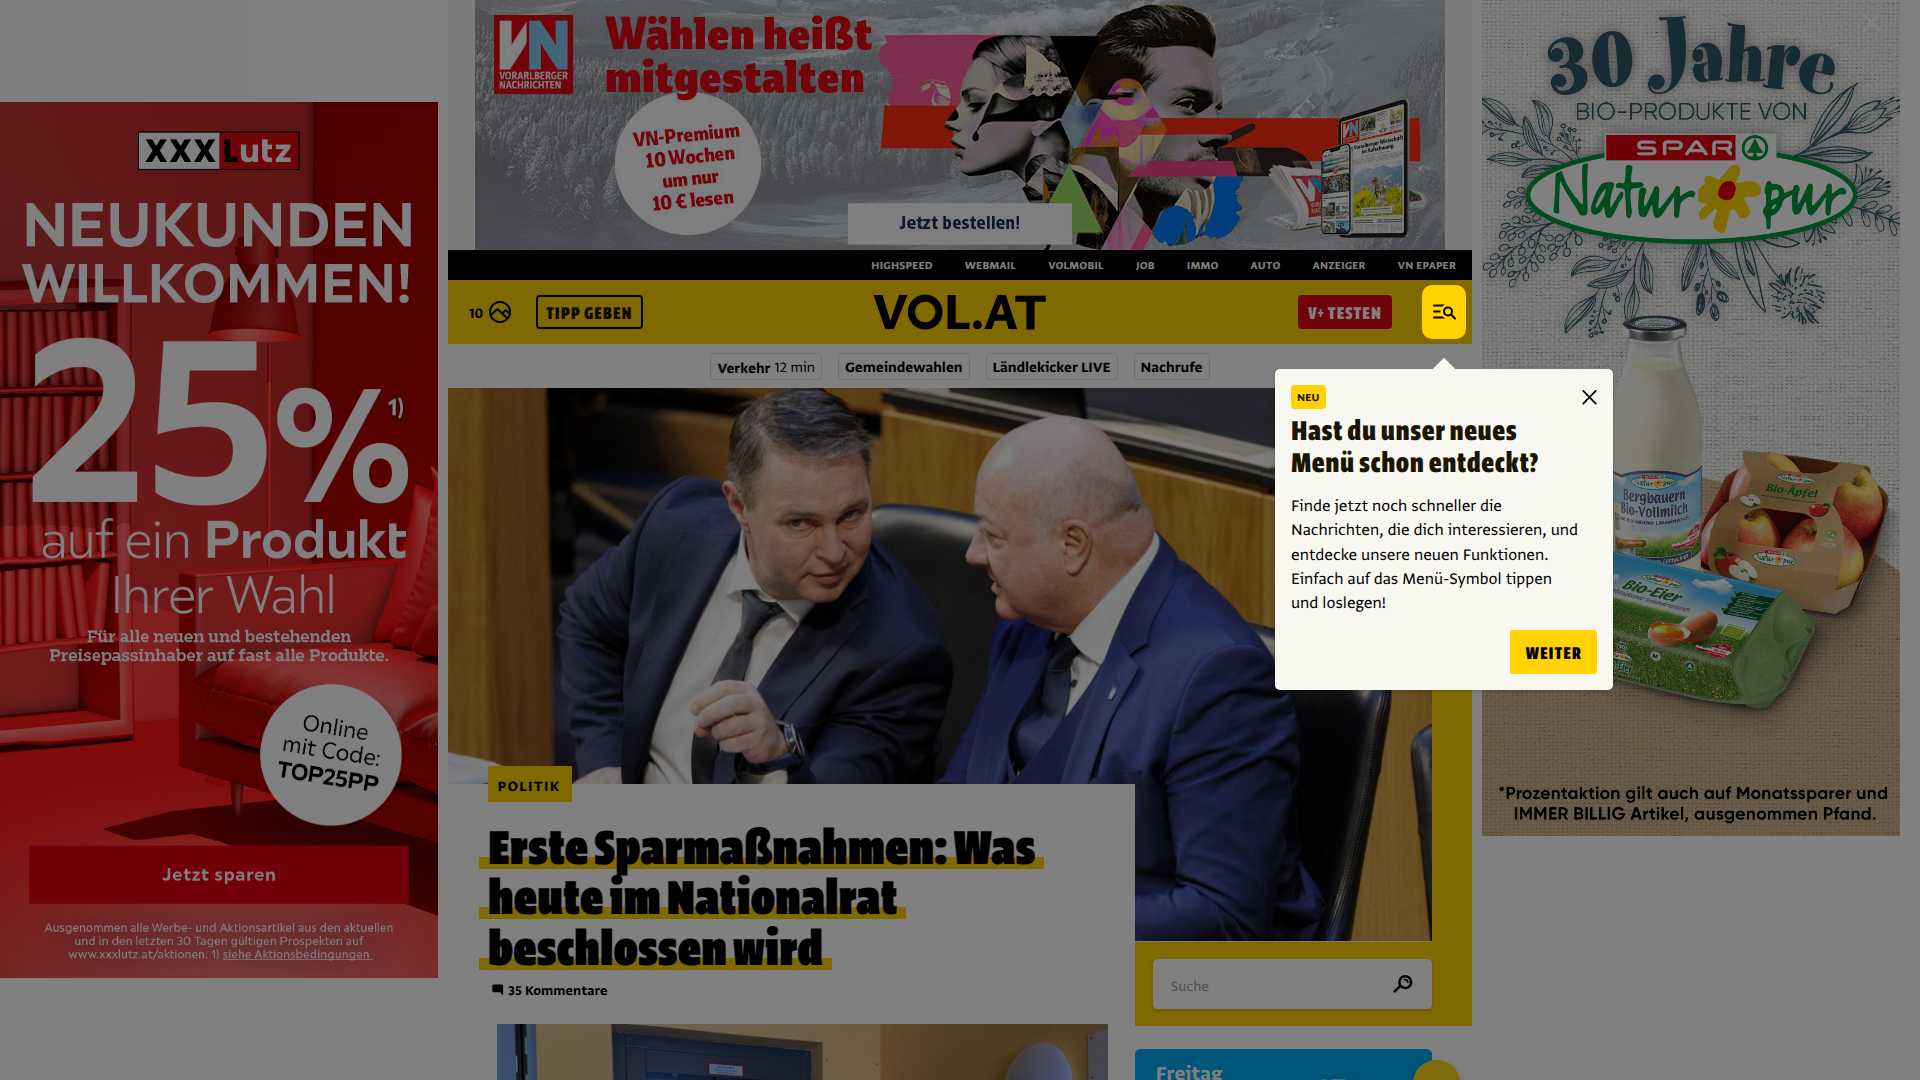 VN
VORARLBERGER
NACHRICHTEN
Wählen heißt
mitgestalten
VN-Premium
10 Wochen
um nur
10 € lesen
Jetzt bestellen!
XXXLutz
NEUKUNDEN
WILLKOMMEN!
25%1)
auf ein Produkt
Ihrer Wahl
Für alle neuen und bestehenden
Preisepassinhaber auf fast alle Produkte.
Online
mit Code:
TOP25PP
Jetzt sparen
Ausgenommen alle Werbe- und Aktionsartikel aus den aktuellen
und in den letzten 30 Tagen gültigen Prospekten auf
www.xxxlutz.at/aktionen. 1) siehe Aktionsbedingungen
HIGHSPEED WEBMAIL VOLMOBIL JOB IMMO AUTO ANZEIGER VN EPAPER
10 TIPP GEBEN VOL.AT V+ TESTEN
Verkehr 12 min Gemeindewahlen Ländlekicker LIVE Nachrufe
NEU
Hast du unser neues
Menü schon entdeckt?
Finde jetzt noch schneller die
Nachrichten, die dich interessieren, und
entdecke unsere neuen Funktionen.
Einfach auf das Menü-Symbol tippen
und loslegen!
WEITER
POLITIK
Erste Sparmaßnahmen: Was
heute im Nationalrat
beschlossen wird
35 Kommentare
Suche
Freitag
30 Jahre
BIO-PRODUKTE VON
SPAR
Natur pur
Bergbauern
Bio-Vollmilch
Bio-Äpfel
SPAR
Natur pur
Bio-Eier
*Prozentaktion gilt auch auf Monatssparer und
IMMER BILLIG Artikel, ausgenommen Pfand.